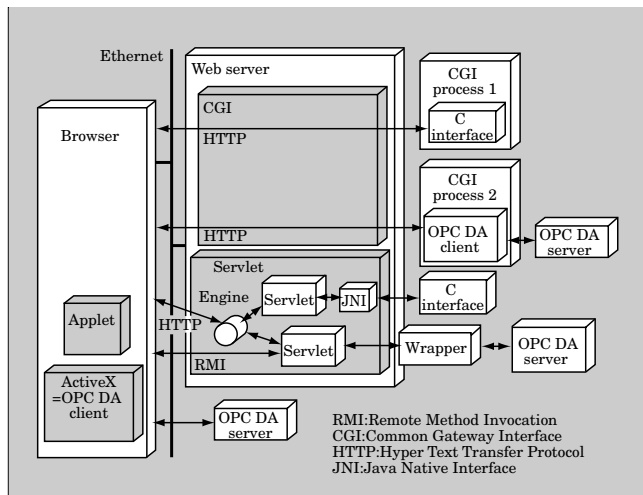 Ethernet
Web server
CGI
process 1
C
interface
CGI
HTTP
Browser
CGI
process 2
OPC DA
client
OPC DA
server
HTTP
Servlet
Engine
Servlet
JNI
C
interface
Applet
HTTP
Servlet
Wrapper
OPC DA
server
RMI
ActiveX
=OPC DA
client
OPC DA
server
RMI:Remote Method Invocation
CGI:Common Gateway Interface
HTTP:Hyper Text Transfer Protocol
JNI:Java Native Interface